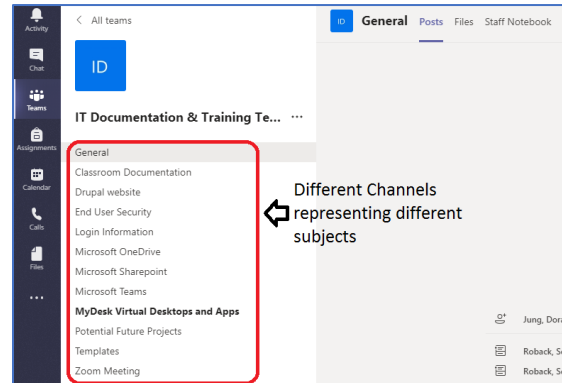 Activity
Chat
Teams
Assignments
Calendar
Calls
Files
< All teams
ID
IT Documentation & Training Te... ...
General
Classroom Documentation
Drupal website
End User Security
Login Information
Microsoft OneDrive
Microsoft Sharepoint
Microsoft Teams
MyDesk Virtual Desktops and Apps
Potential Future Projects
Templates
Zoom Meeting
ID General Posts Files Staff Notebook
Different Channels
representing different
subjects
Jung, Dor
Roback, S
Roback, S